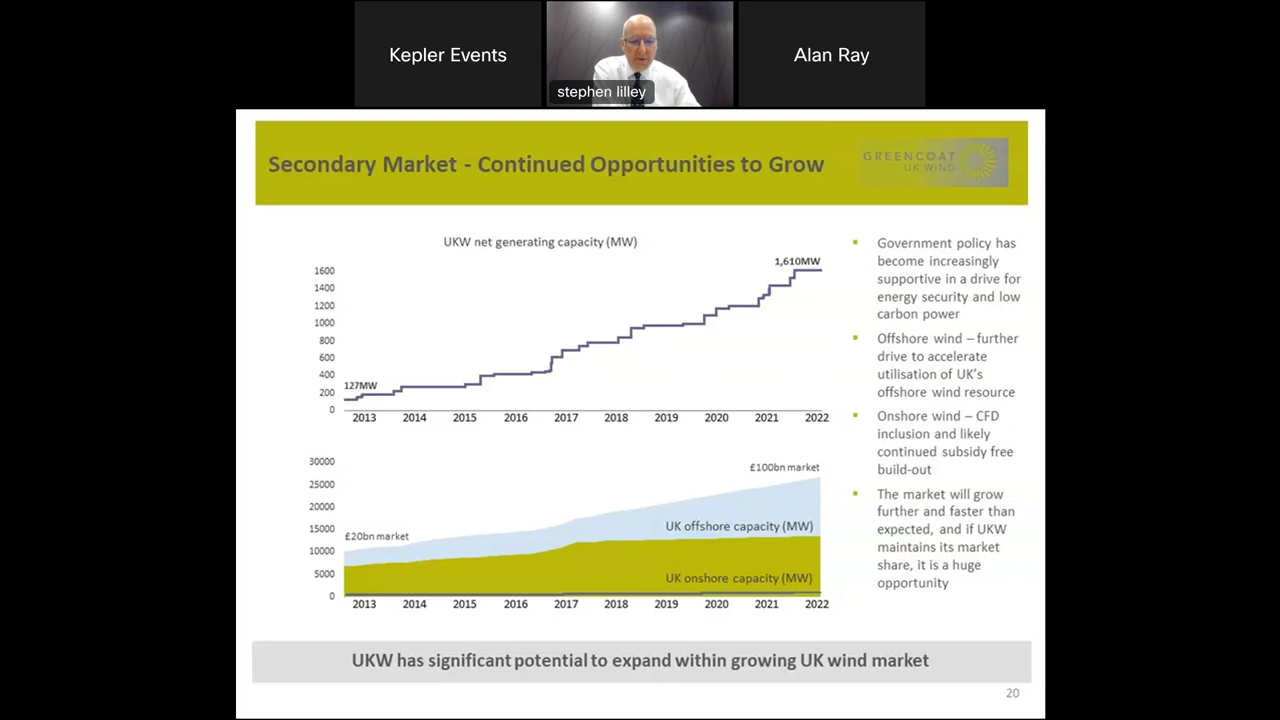 Kepler Events
stephen lilley
Alan Ray
Secondary Market - Continued Opportunities to Grow
GREENCOAT
UK WIND
UKW net generating capacity (MW)
1,610MW
1600
1400
1200
1000
800
600
400
200
0
127MW
2013 2014 2015 2016 2017 2018 2019 2020 2021 2022
30000
25000
20000
15000
10000
5000
0
£20bn market
£100bn market
UK offshore capacity (MW)
UK onshore capacity (MW)
2013 2014 2015 2016 2017 2018 2019 2020 2021 2022
Government policy has
become increasingly
supportive in a drive for
energy security and low
carbon power
Offshore wind – further
drive to accelerate
utilisation of UK's
offshore wind resource
Onshore wind – CFD
inclusion and likely
continued subsidy free
build-out
The market will grow
further and faster than
expected, and if UKW
maintains its market
share, it is a huge
opportunity
UKW has significant potential to expand within growing UK wind market
20